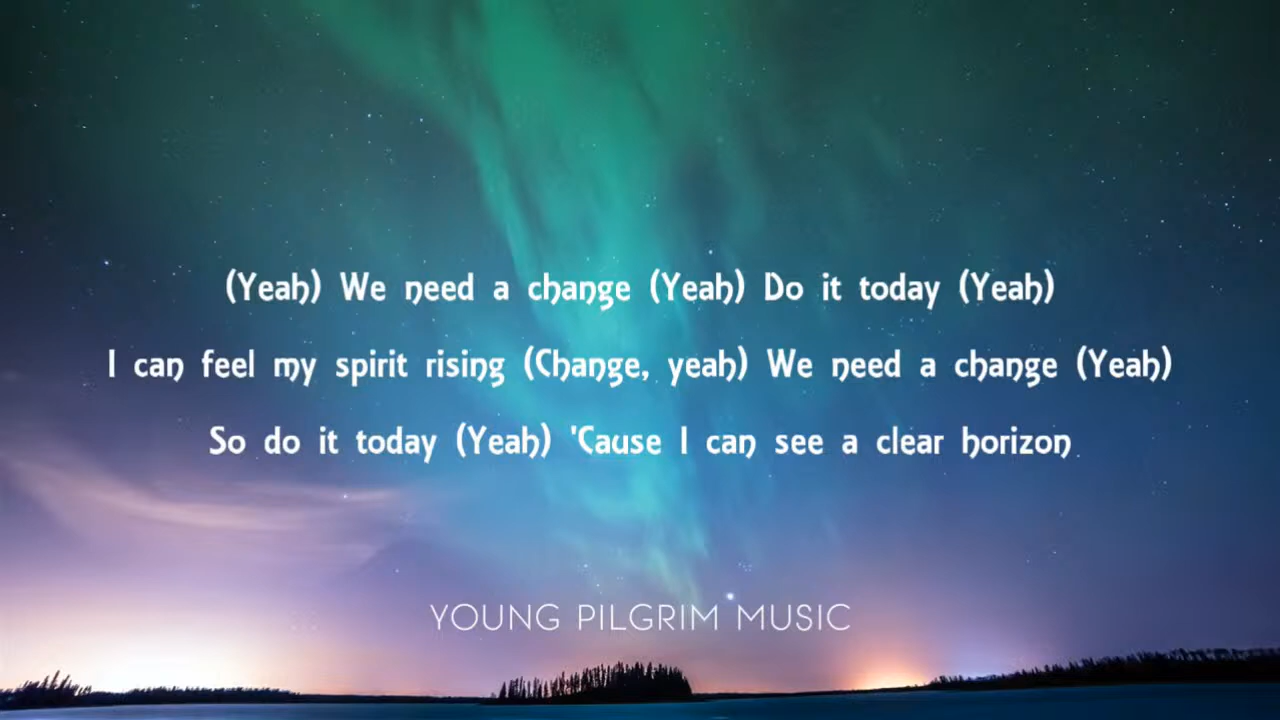 (Yeah) We need a change (Yeah) Do it today (Yeah)
I can feel my spirit rising (Change, yeah) We need a change (Yeah)
So do it today (Yeah) 'Cause I can see a clear horizon
YOUNG PILGRIM MUSIC